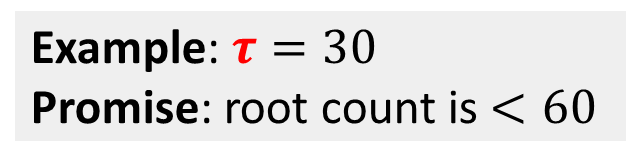 Example: τ = 30
Promise: root count is < 60